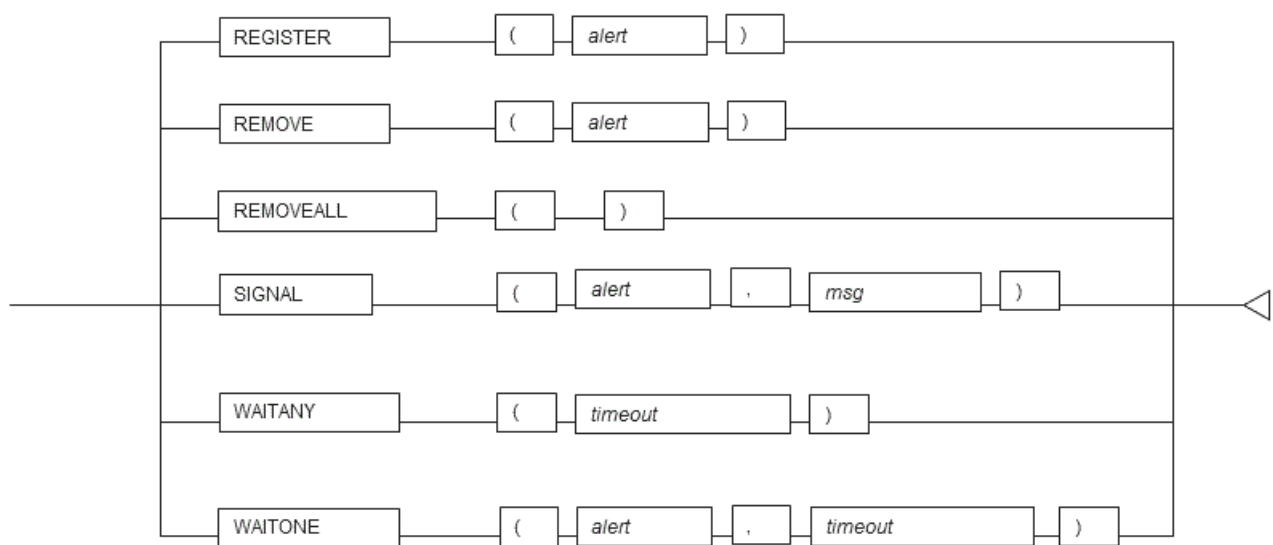 REGISTER ( alert )
REMOVE ( alert )
REMOVEALL ( )
SIGNAL ( alert , msg )
WAITANY ( timeout )
WAITONE ( alert , timeout )